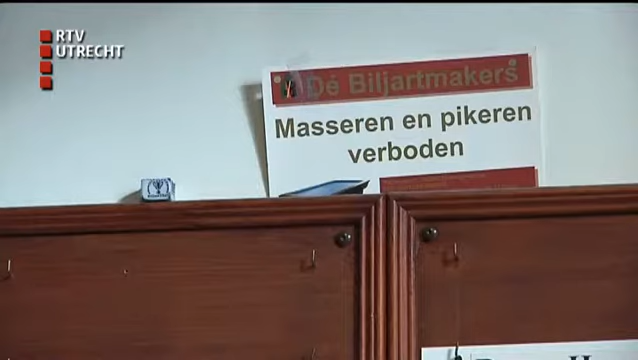 RTV
UTRECHT
Dé Biljartmakers
Masseren en pikeren
verboden